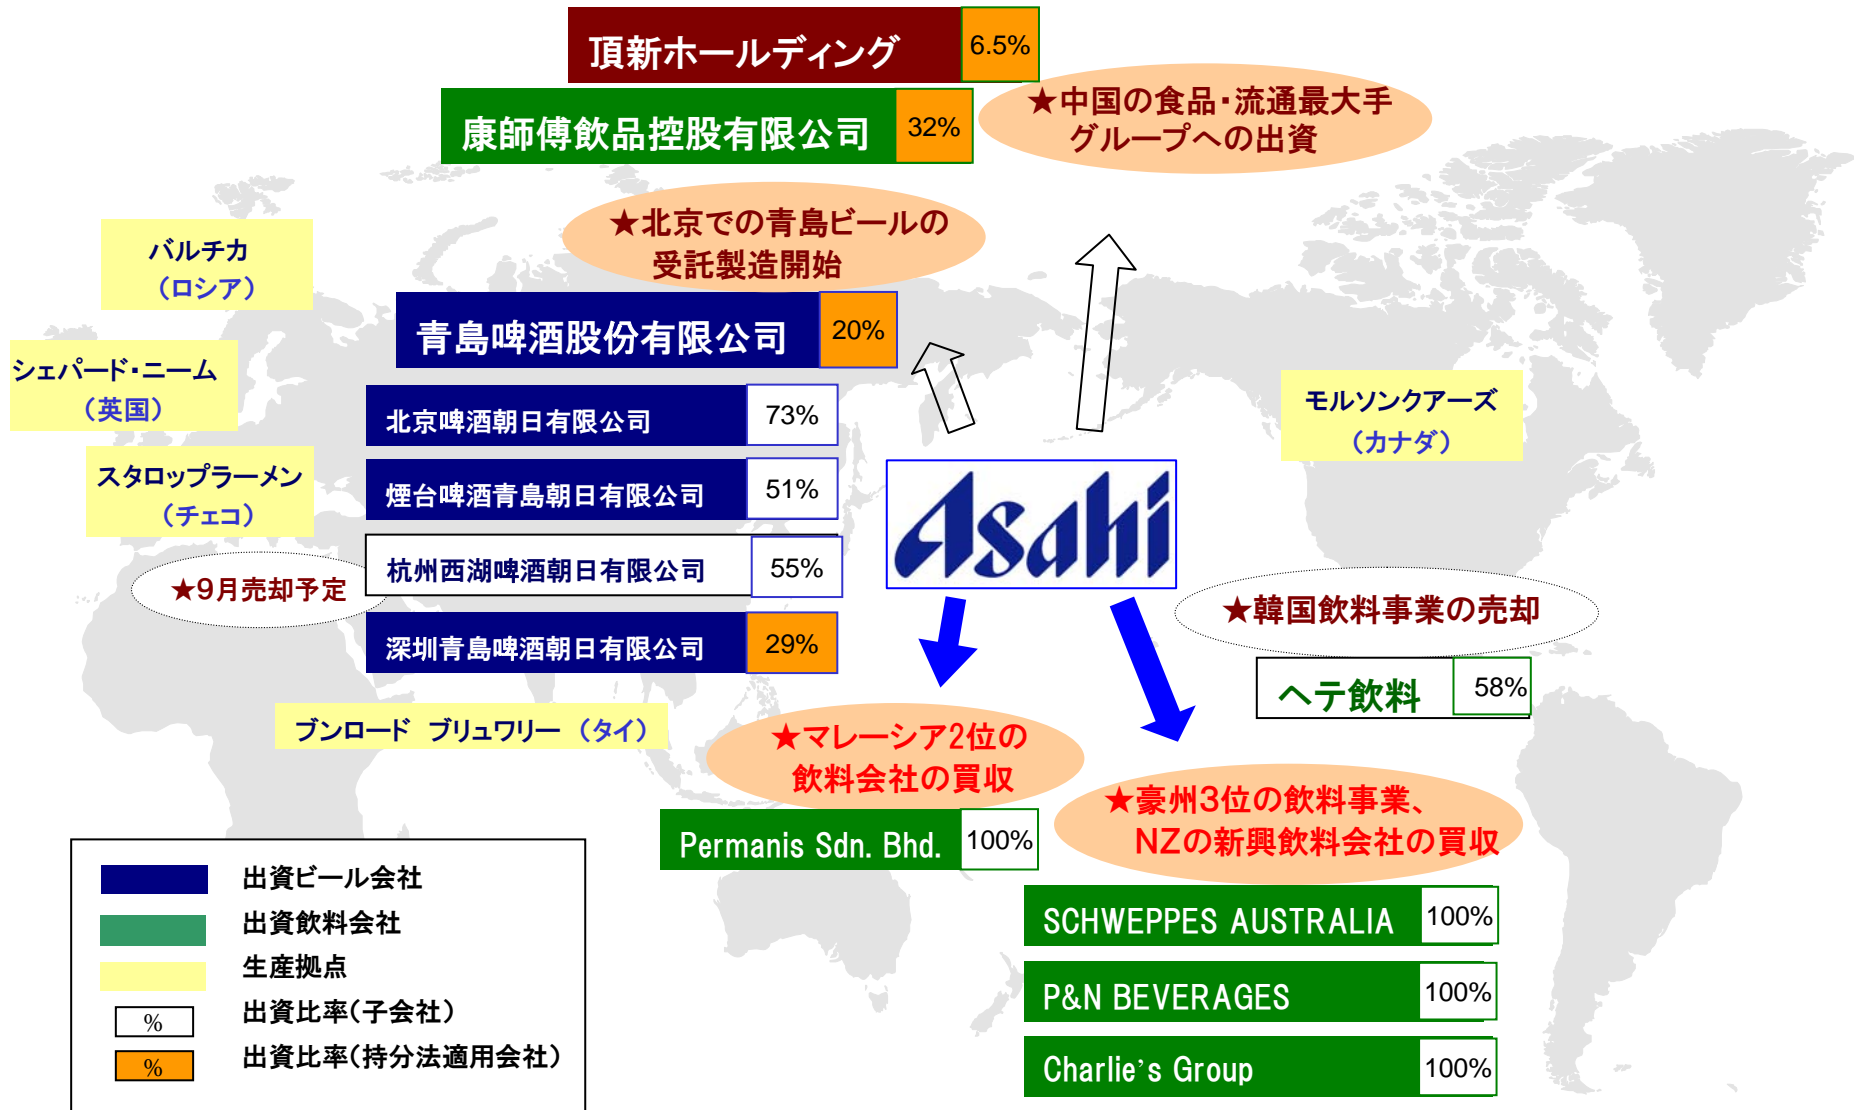 頂新ホールディング 6.5%
康師傅飲品控股有限公司 32%
★中国の食品・流通最大手
グループへの出資
★北京での青島ビールの
受託製造開始
バルチカ
（ロシア）
青島啤酒股份有限公司 20%
シェパード・ニーム
（英国）
北京啤酒朝日有限公司 73%
モルソンクアーズ
（カナダ）
スタロップラーメン
（チェコ）
煙台啤酒青島朝日有限公司 51%
Asahi
★9月売却予定
杭州西湖啤酒朝日有限公司 55%
★韓国飲料事業の売却
深圳青島啤酒朝日有限公司 29%
ヘテ飲料 58%
ブンロード ブリュワリー （タイ）
★マレーシア2位の
飲料会社の買収
Permanis Sdn. Bhd. 100%
★豪州3位の飲料事業、
NZの新興飲料会社の買収
SCHWEPPES AUSTRALIA 100%
P&N BEVERAGES 100%
Charlie's Group 100%
出資ビール会社
出資飲料会社
生産拠点
% 出資比率（子会社）
% 出資比率（持分法適用会社）